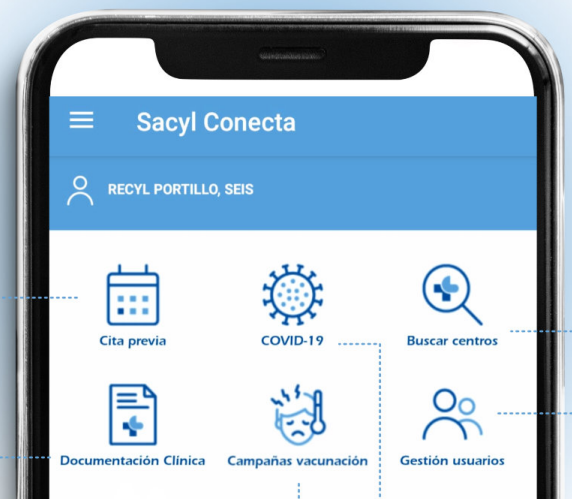 Sacyl Conecta
RECYL PORTILLO, SEIS
Cita previa
COVID-19
Buscar centros
Documentación Clínica
Campañas vacunación
Gestión usuarios